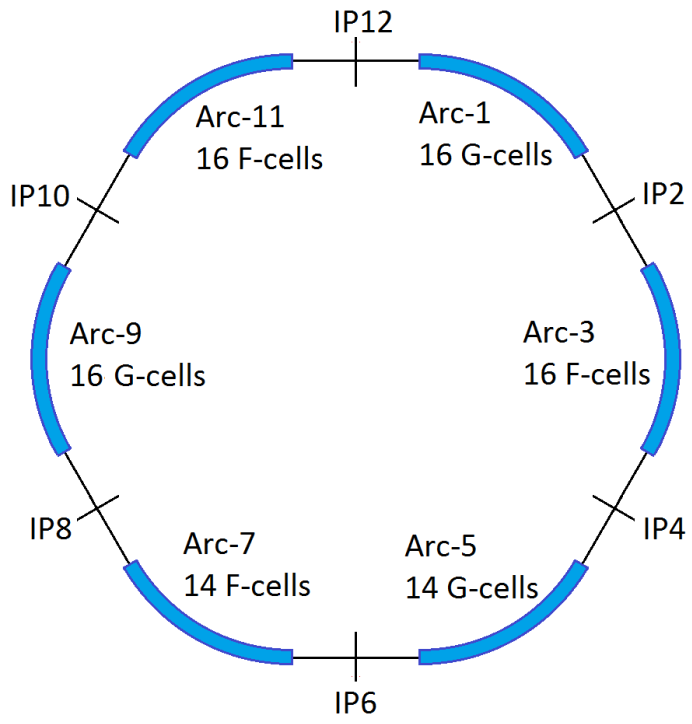 IP12
Arc-11
16 F-cells
Arc-1
16 G-cells
IP10
IP2
Arc-9
16 G-cells
Arc-3
16 F-cells
IP8
IP4
Arc-7
14 F-cells
Arc-5
14 G-cells
IP6